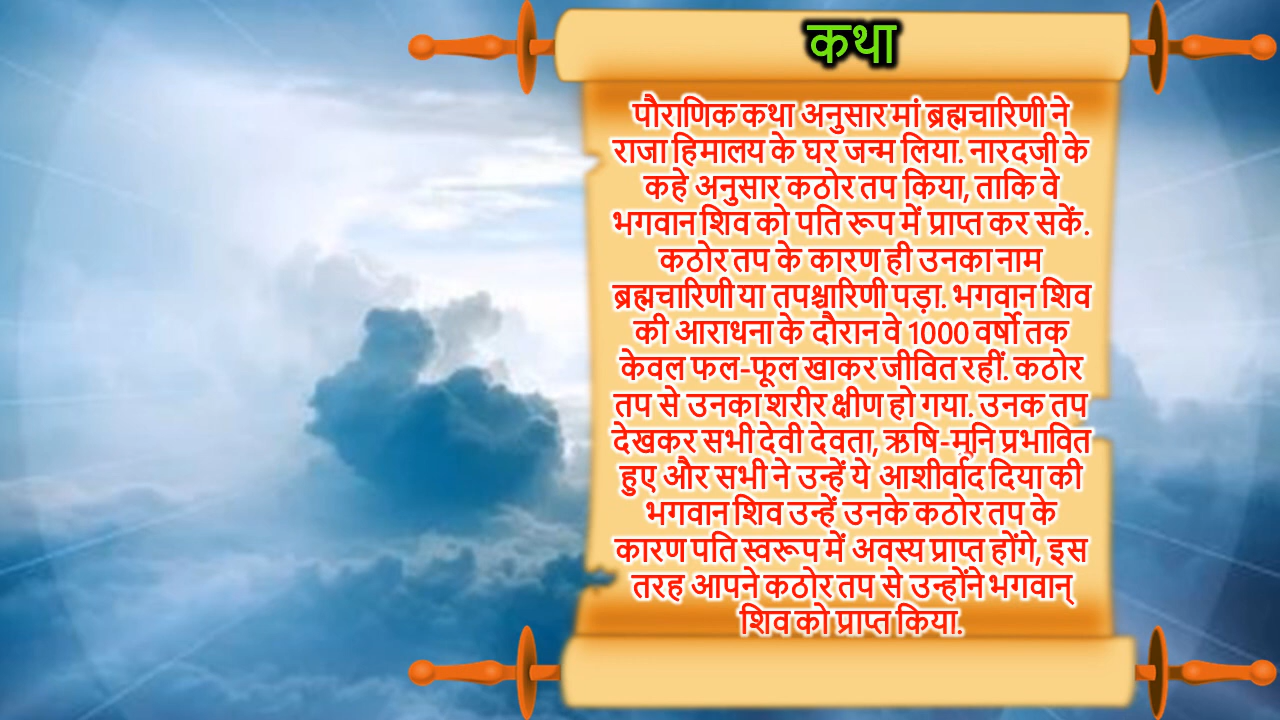 कथा
पौराणिक कथा अनुसार मां ब्रह्मचारिणी ने
राजा हिमालय के घर जन्म लिया. नारदजी के
कहे अनुसार कठोर तप किया, ताकि वे
भगवान शिव को पति रूप में प्राप्त कर सकें.
कठोर तप के कारण ही उनका नाम
ब्रह्मचारिणी या तपश्चारिणी पड़ा. भगवान शिव
की आराधना के दौरान वे 1000 वर्षो तक
केवल फल-फूल खाकर जीवित रहीं. कठोर
तप से उनका शरीर क्षीण हो गया. उनक तप
देखकर सभी देवी देवता, ऋषि-मुनि प्रभावित
हुए और सभी ने उन्हें ये आशीर्वाद दिया की
भगवान शिव उन्हें उनके कठोर तप के
कारण पति स्वरूप में अवस्य प्राप्त होंगे, इस
तरह आपने कठोर तप से उन्होंने भगवान्
शिव को प्राप्त किया.